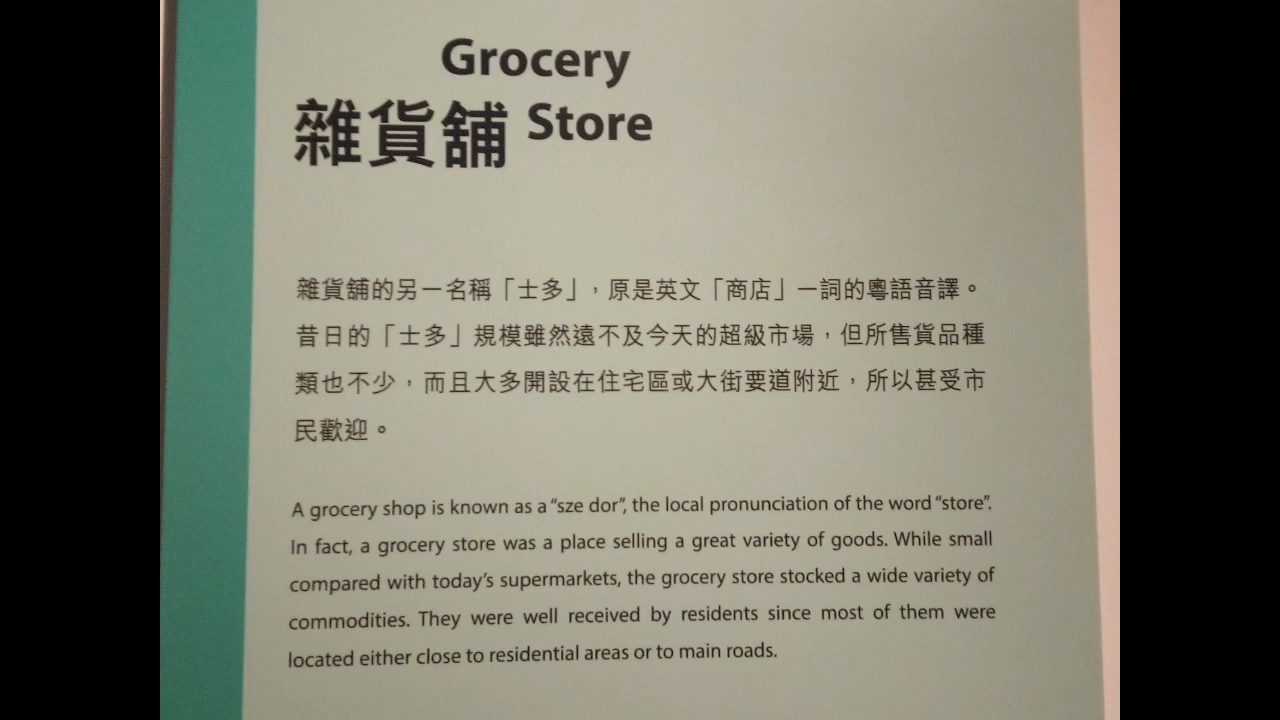 Grocery
雜貨舖 Store
雜貨舖的另一名稱「士多」，原是英文「商店」一詞的粵語音譯。
昔日的「士多」規模雖然遠不及今天的超級市場，但所售貨品種
類也不少，而且大多開設在住宅區或大街要道附近，所以甚受市
民歡迎。
A grocery shop is known as a “sze dor”, the local pronunciation of the word “store”.
In fact, a grocery store was a place selling a great variety of goods. While small
compared with today’s supermarkets, the grocery store stocked a wide variety of
commodities. They were well received by residents since most of them were
located either close to residential areas or to main roads.